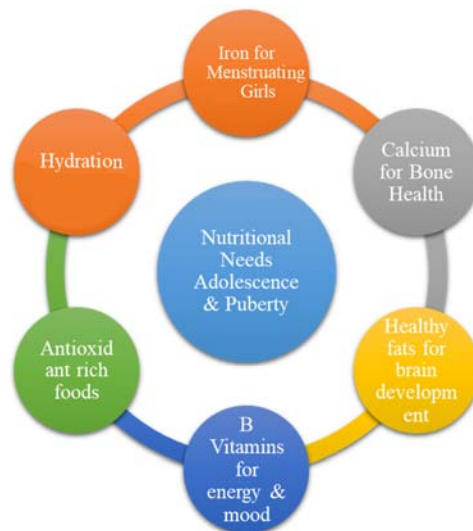 Iron for
Menstruating
Girls
Calcium
for Bone
Health
Healthy
fats for
brain
developm
ent
B
Vitamins
for
energy &
mood
Antioxid
ant rich
foods
Hydration
Nutritional
Needs
Adolescence
& Puberty